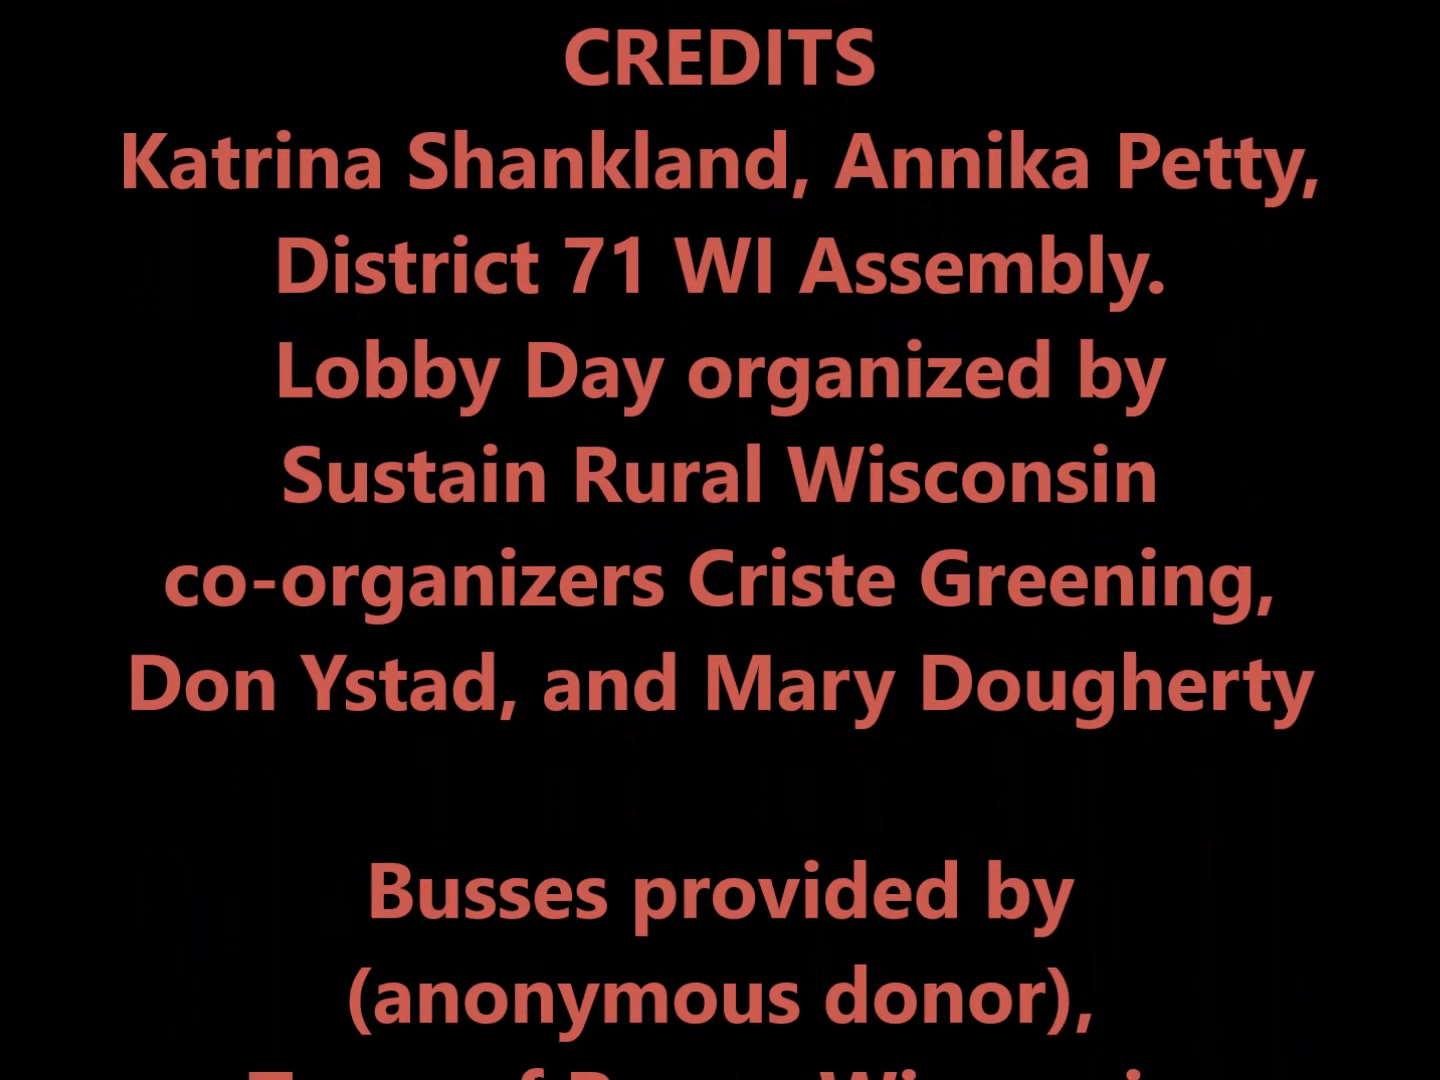 CREDITS
Katrina Shankland, Annika Petty,
District 71 WI Assembly.
Lobby Day organized by
Sustain Rural Wisconsin
co-organizers Criste Greening,
Don Ystad, and Mary Dougherty
Busses provided by
(anonymous donor),